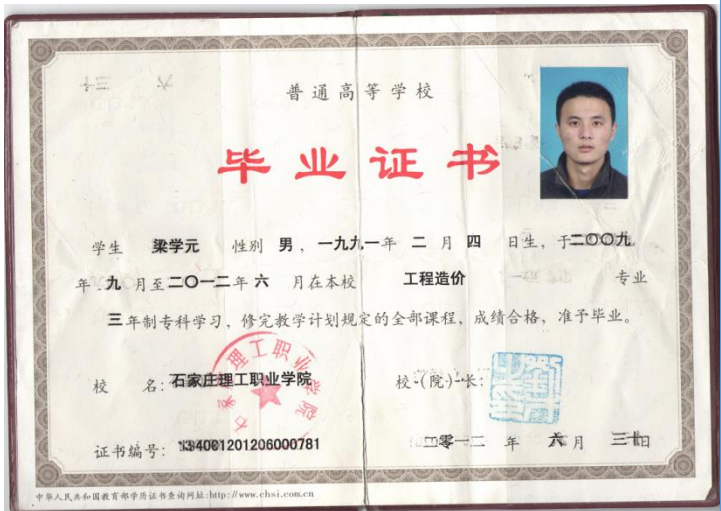 普通高等学校
毕业证书
学生 梁学元 性别 男，一九九一年 二 月 四 日生，于二〇〇九
年 九 月至二〇一二年 六 月在本校 工程造价 专业
三年制专科学习，修完教学计划规定的全部课程，成绩合格，准予毕业。
校 名：石家庄理工职业学院 校（院）长：
证书编号： 二零一二 年 六月 三十日
中华人民共和国教育部学历证书查询网址:http://www.chsi.com.cn